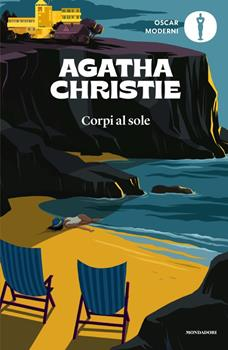 OSCAR
MODERNI
AGATHA
CHRISTIE
Corpi al sole
MONDADORI